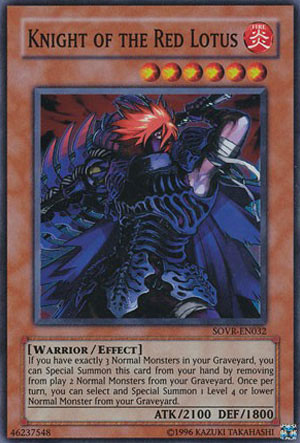 KNIGHT OF THE RED LOTUS
FIRE
炎
SOVR-EN032
[WARRIOR / EFFECT]
If you have exactly 3 Normal Monsters in your Graveyard, you
can Special Summon this card from your hand by removing
from play 2 Normal Monsters from your Graveyard. Once per
turn, you can select and Special Summon 1 Level 4 or lower
Normal Monster from your Graveyard.
ATK/2100 DEF/1800
46237548
©1996 KAZUKI TAKAHASHI